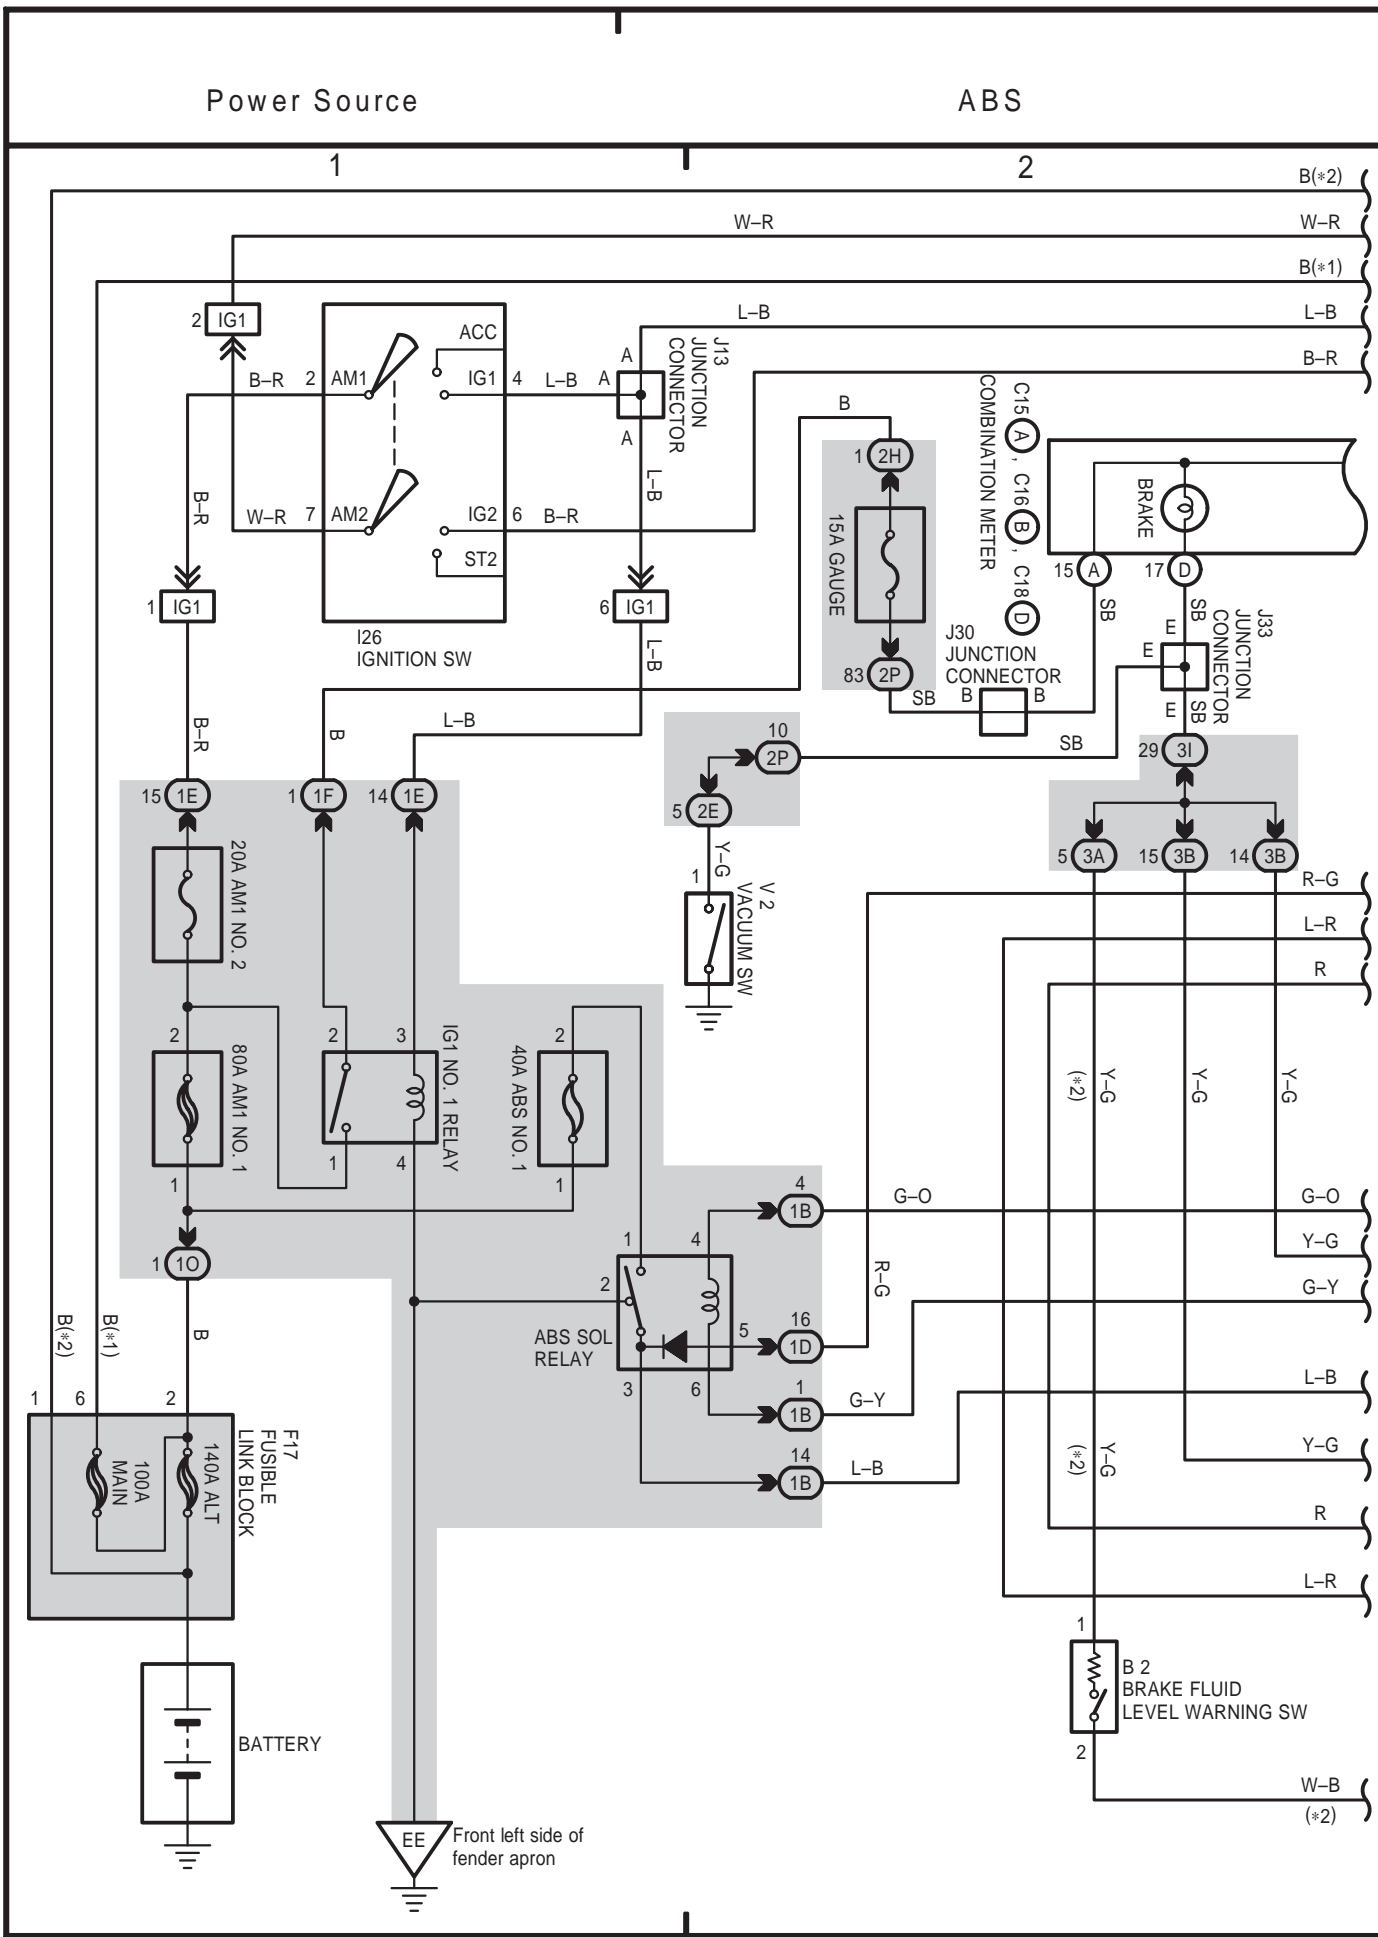 Power Source
ABS
1
2
B(*2)
W–R
W–R
B(*1)
2 IG1
L–B
L–B
ACC
J13
JUNCTION
CONNECTOR
A
B–R
B–R 2 AM1
IG1 4 L–B A
A
B
C15 A , C16 B , C18 D
COMBINATION METER
1 2H
BRAKE
B–R
L–B
W–R 7 AM2
IG2 6 B–R
ST2
15A GAUGE
15 A
17 D
1 IG1
6 IG1
SB
SB
J33
JUNCTION
CONNECTOR
I26
IGNITION SW
L–B
J30
JUNCTION
CONNECTOR
E
E
83 2P
SB B B
E SB
B–R
B
L–B
10
2P
SB
29 3I
15 1E
1 1F
14 1E
5 2E
Y–G
5 3A
15 3B
14 3B
20A AM1 NO. 2
1
V 2
VACUUM SW
R–G
L–R
R
2
2
3
2
80A AM1 NO. 1
IG1 NO. 1 RELAY
40A ABS NO. 1
Y–G
(*2)
Y–G
Y–G
1
1
4
1
4
1B
G–O
G–O
1 1O
1
4
Y–G
2
R–G
G–Y
B(*2)
B(*1)
B
ABS SOL
RELAY
5
16
1D
3
6
1
1B
G–Y
L–B
1
6
2
F17
FUSIBLE
LINK BLOCK
140A ALT
100A
MAIN
14
1B
L–B
Y–G
(*2)
Y–G
R
L–R
1
B 2
BRAKE FLUID
LEVEL WARNING SW
BATTERY
2
W–B
(*2)
EE
Front left side of
fender apron